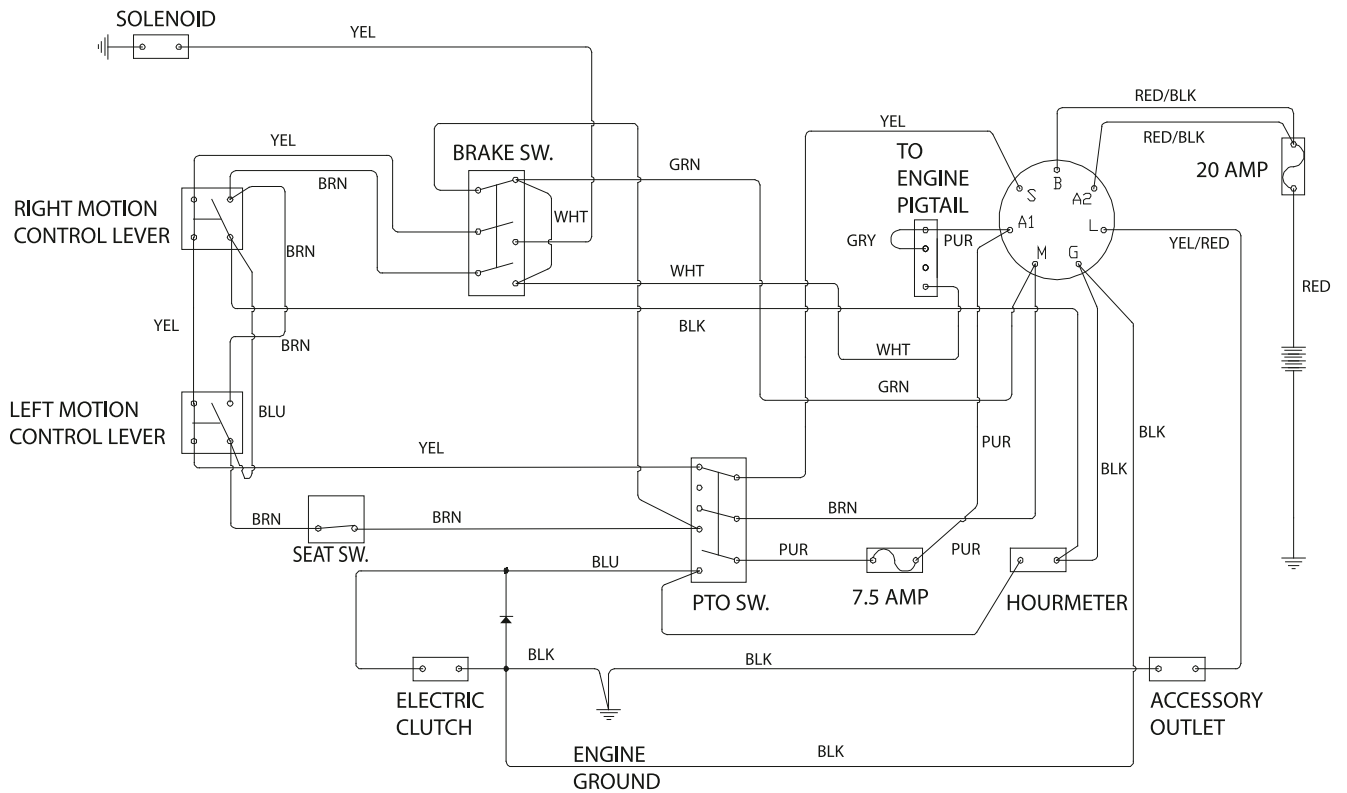 SOLENOID
YEL
RED/BLK
YEL
RED/BLK
YEL
BRAKE SW.
GRN
TO
ENGINE
PIGTAIL
20 AMP
BRN
S
B
A2
RIGHT MOTION
CONTROL LEVER
WHT
GRY
PUR
A1
L
YEL/RED
BRN
M
G
WHT
RED
YEL
BLK
BRN
WHT
GRN
LEFT MOTION
CONTROL LEVER
BLU
YEL
PUR
BLK
BLK
BRN
BRN
BRN
SEAT SW.
BLU
PUR
PUR
PTO SW.
7.5 AMP
HOURMETER
BLK
BLK
ELECTRIC
CLUTCH
ACCESSORY
OUTLET
ENGINE
GROUND
BLK